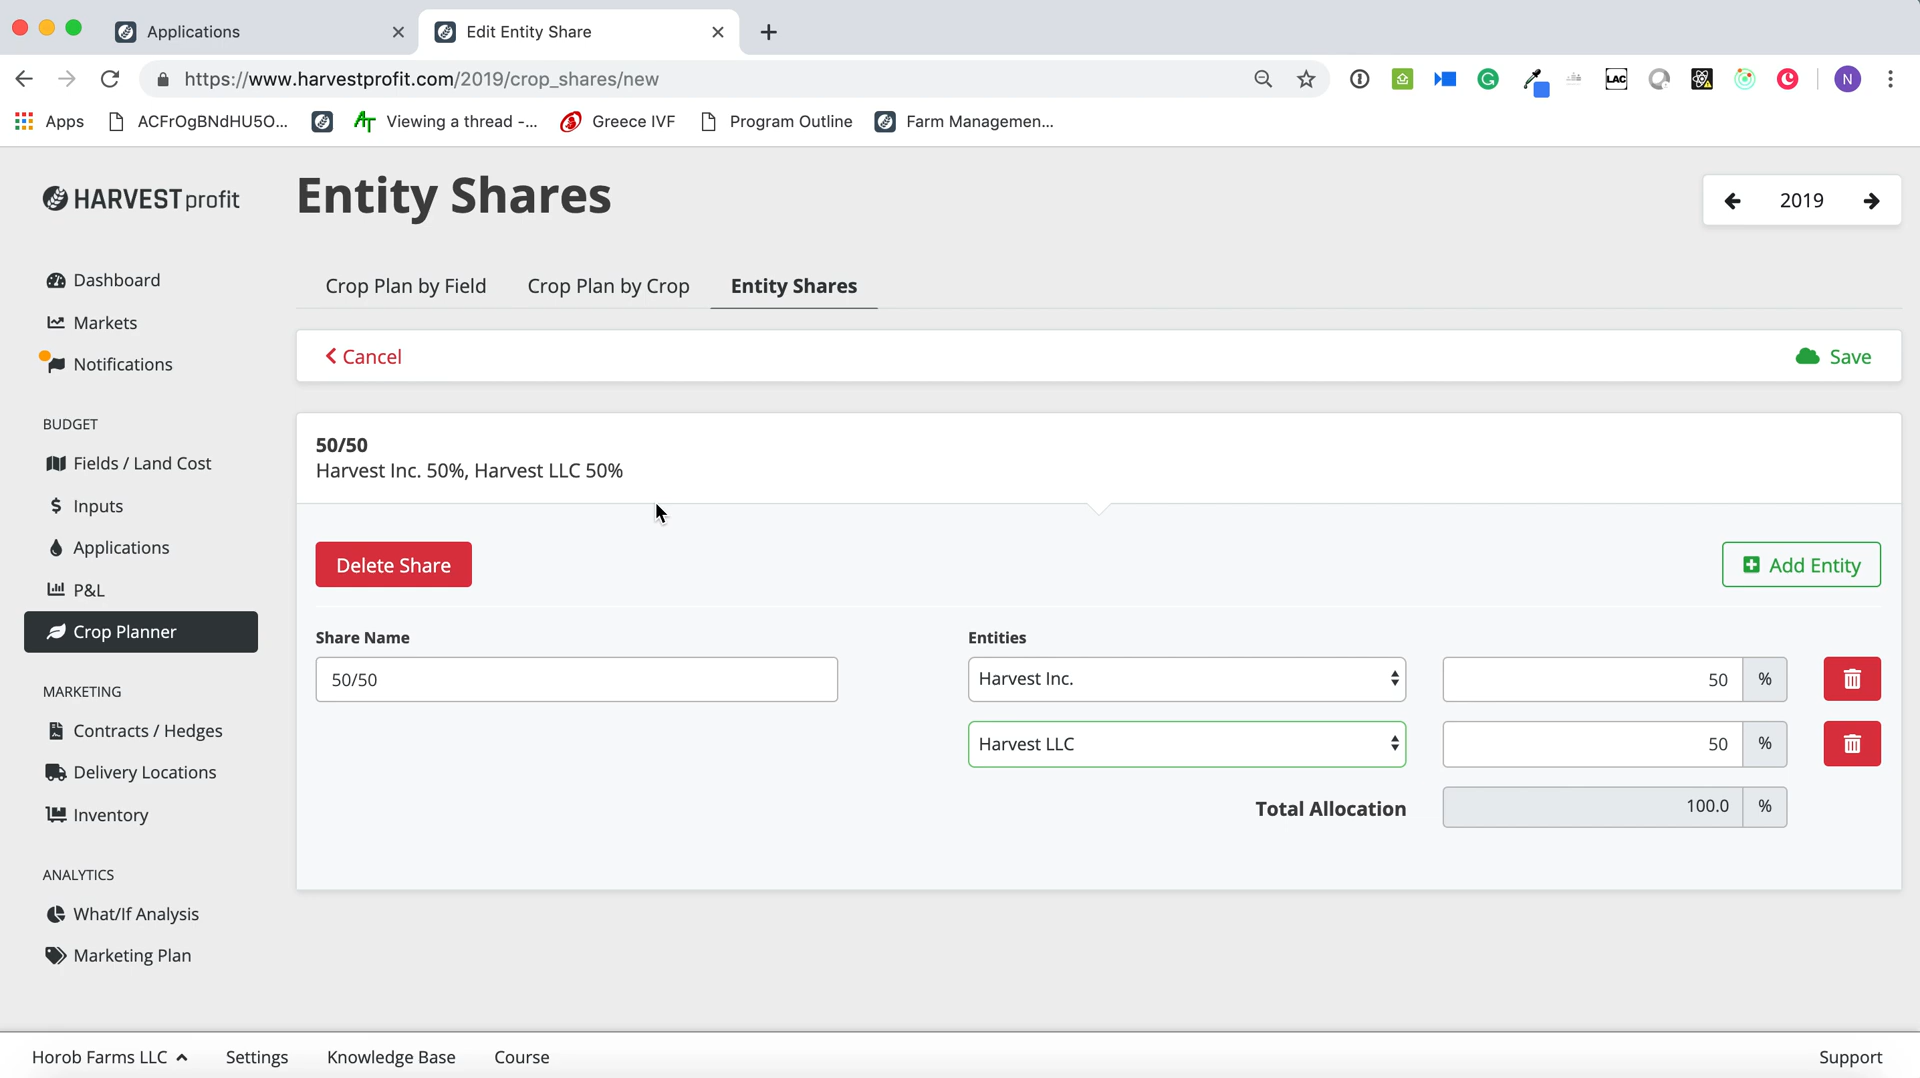 Applications
Edit Entity Share
https://www.harvestprofit.com/2019/crop_shares/new
LAC
N
Apps
ACFrOgBNdHU5O...
Viewing a thread -...
Greece IVF
Program Outline
Farm Managemen...
HARVEST profit
Entity Shares
2019
Dashboard
Markets
Notifications
BUDGET
Fields / Land Cost
Inputs
Applications
P&L
Crop Planner
MARKETING
Contracts / Hedges
Delivery Locations
Inventory
ANALYTICS
What/If Analysis
Marketing Plan
Crop Plan by Field
Crop Plan by Crop
Entity Shares
Cancel
Save
50/50
Harvest Inc. 50%, Harvest LLC 50%
Delete Share
Add Entity
Share Name
Entities
50/50
Harvest Inc.
50 %
Harvest LLC
50 %
Total Allocation
100.0 %
Horob Farms LLC
Settings
Knowledge Base
Course
Support